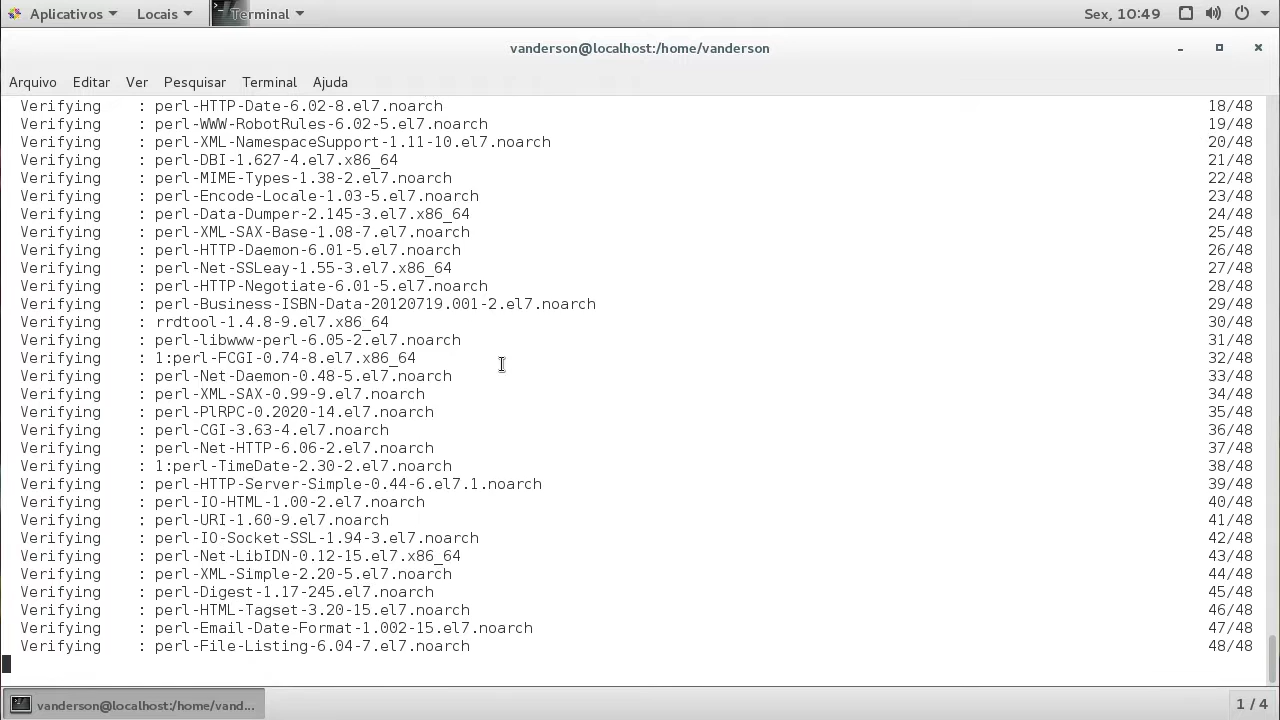 Aplicativos Locais Terminal Sex, 10:49
vanderson@localhost:/home/vanderson
Arquivo Editar Ver Pesquisar Terminal Ajuda
Verifying : perl-HTTP-Date-6.02-8.el7.noarch 18/48
Verifying : perl-WWW-RobotRules-6.02-5.el7.noarch 19/48
Verifying : perl-XML-NamespaceSupport-1.11-10.el7.noarch 20/48
Verifying : perl-DBI-1.627-4.el7.x86_64 21/48
Verifying : perl-MIME-Types-1.38-2.el7.noarch 22/48
Verifying : perl-Encode-Locale-1.03-5.el7.noarch 23/48
Verifying : perl-Data-Dumper-2.145-3.el7.x86_64 24/48
Verifying : perl-XML-SAX-Base-1.08-7.el7.noarch 25/48
Verifying : perl-HTTP-Daemon-6.01-5.el7.noarch 26/48
Verifying : perl-Net-SSLeay-1.55-3.el7.x86_64 27/48
Verifying : perl-HTTP-Negotiate-6.01-5.el7.noarch 28/48
Verifying : perl-Business-ISBN-Data-20120719.001-2.el7.noarch 29/48
Verifying : rrdtool-1.4.8-9.el7.x86_64 30/48
Verifying : perl-libwww-perl-6.05-2.el7.noarch 31/48
Verifying : 1:perl-FCGI-0.74-8.el7.x86_64 32/48
Verifying : perl-Net-Daemon-0.48-5.el7.noarch 33/48
Verifying : perl-XML-SAX-0.99-9.el7.noarch 34/48
Verifying : perl-PlRPC-0.2020-14.el7.noarch 35/48
Verifying : perl-CGI-3.63-4.el7.noarch 36/48
Verifying : perl-Net-HTTP-6.06-2.el7.noarch 37/48
Verifying : 1:perl-TimeDate-2.30-2.el7.noarch 38/48
Verifying : perl-HTTP-Server-Simple-0.44-6.el7.1.noarch 39/48
Verifying : perl-IO-HTML-1.00-2.el7.noarch 40/48
Verifying : perl-URI-1.60-9.el7.noarch 41/48
Verifying : perl-IO-Socket-SSL-1.94-3.el7.noarch 42/48
Verifying : perl-Net-LibIDN-0.12-15.el7.x86_64 43/48
Verifying : perl-XML-Simple-2.20-5.el7.noarch 44/48
Verifying : perl-Digest-1.17-245.el7.noarch 45/48
Verifying : perl-HTML-Tagset-3.20-15.el7.noarch 46/48
Verifying : perl-Email-Date-Format-1.002-15.el7.noarch 47/48
Verifying : perl-File-Listing-6.04-7.el7.noarch 48/48
vanderson@localhost:/home/vand... 1 / 4